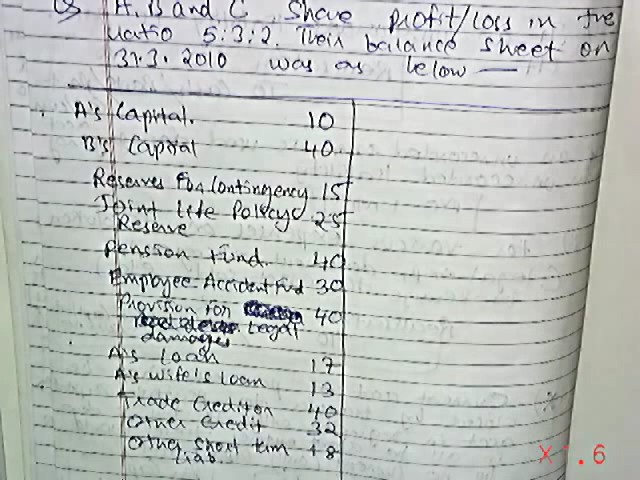 Q A, B and C Share profit/loss in the
ratio 5:3:2. Their balance sheet on
31.3.2010 was as below —
A's Capital. 10
B's Capital 40
Reserves For Contingency 15
Joint Life Policy 25
Reserve
Pension Fund. 40
Employee Accident Fund 30
Provision For Legal 40
damages
A's Loan 17
A's wife's Loan 13
Trade Creditor 40
Other Credit 32
Other Short term 18
Liab.
X1.6